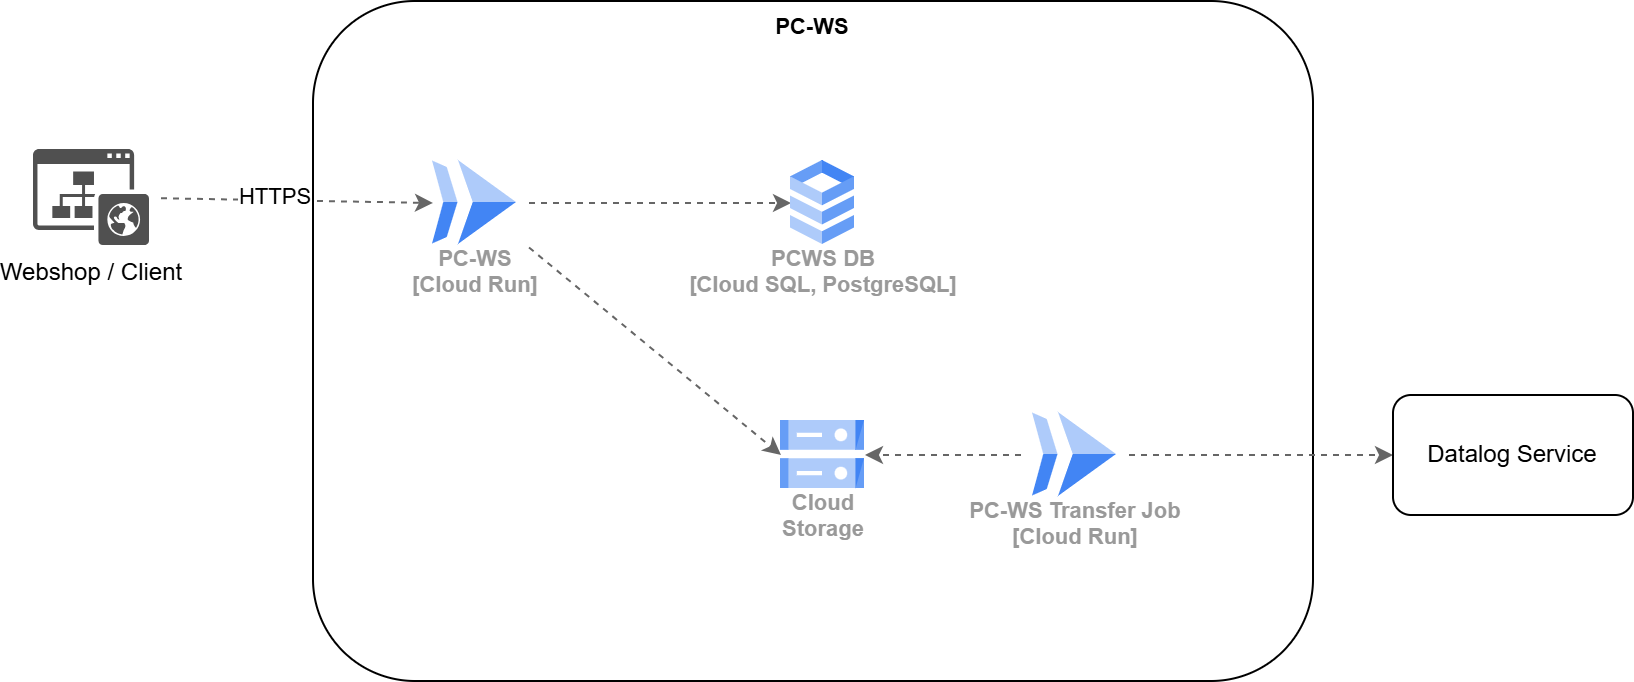 PC-WS
HTTPS
Webshop / Client
PC-WS
[Cloud Run]
PCWS DB
[Cloud SQL, PostgreSQL]
Cloud
Storage
PC-WS Transfer Job
[Cloud Run]
Datalog Service